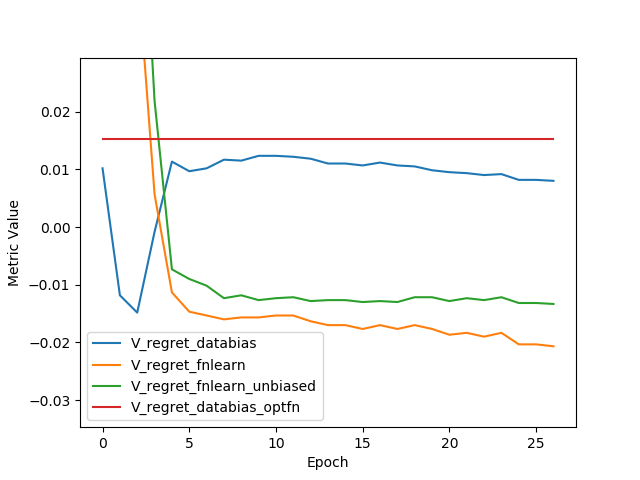 0.02
0.01
0.00
−0.01
−0.02
−0.03
Metric Value
V_regret_databias
V_regret_fnlearn
V_regret_fnlearn_unbiased
V_regret_databias_optfn
0 5 10 15 20 25
Epoch